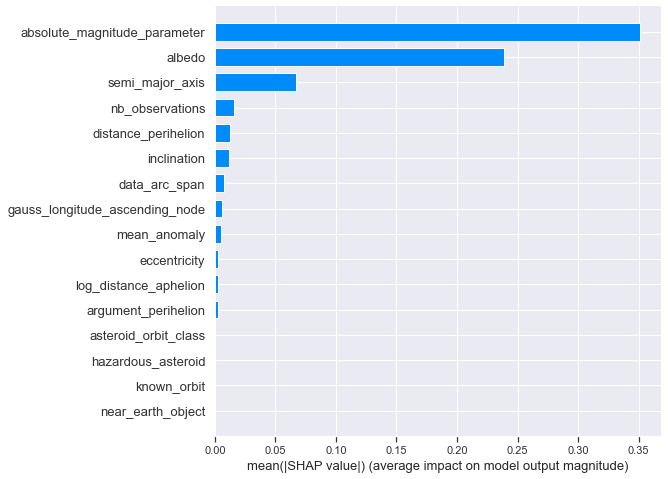 absolute_magnitude_parameter
albedo
semi_major_axis
nb_observations
distance_perihelion
inclination
data_arc_span
gauss_longitude_ascending_node
mean_anomaly
eccentricity
log_distance_aphelion
argument_perihelion
asteroid_orbit_class
hazardous_asteroid
known_orbit
near_earth_object
0.00 0.05 0.10 0.15 0.20 0.25 0.30 0.35
mean(|SHAP value|) (average impact on model output magnitude)